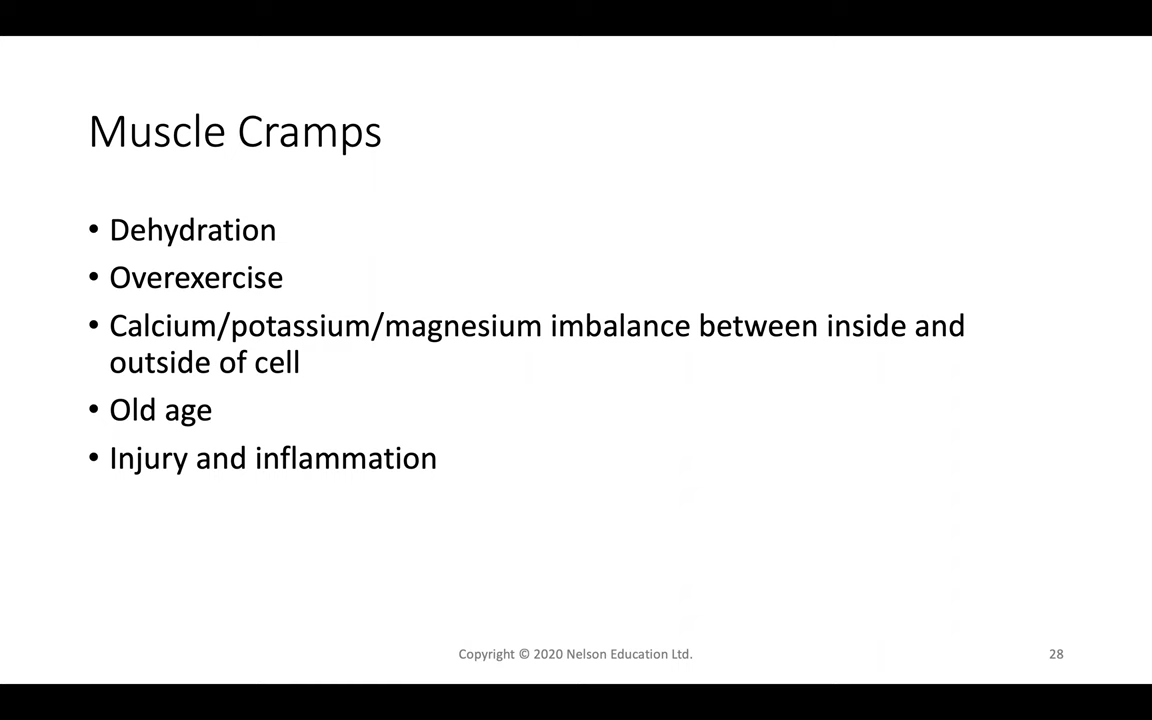 Muscle Cramps
• Dehydration
• Overexercise
• Calcium/potassium/magnesium imbalance between inside and
outside of cell
• Old age
• Injury and inflammation
Copyright © 2020 Nelson Education Ltd.
28